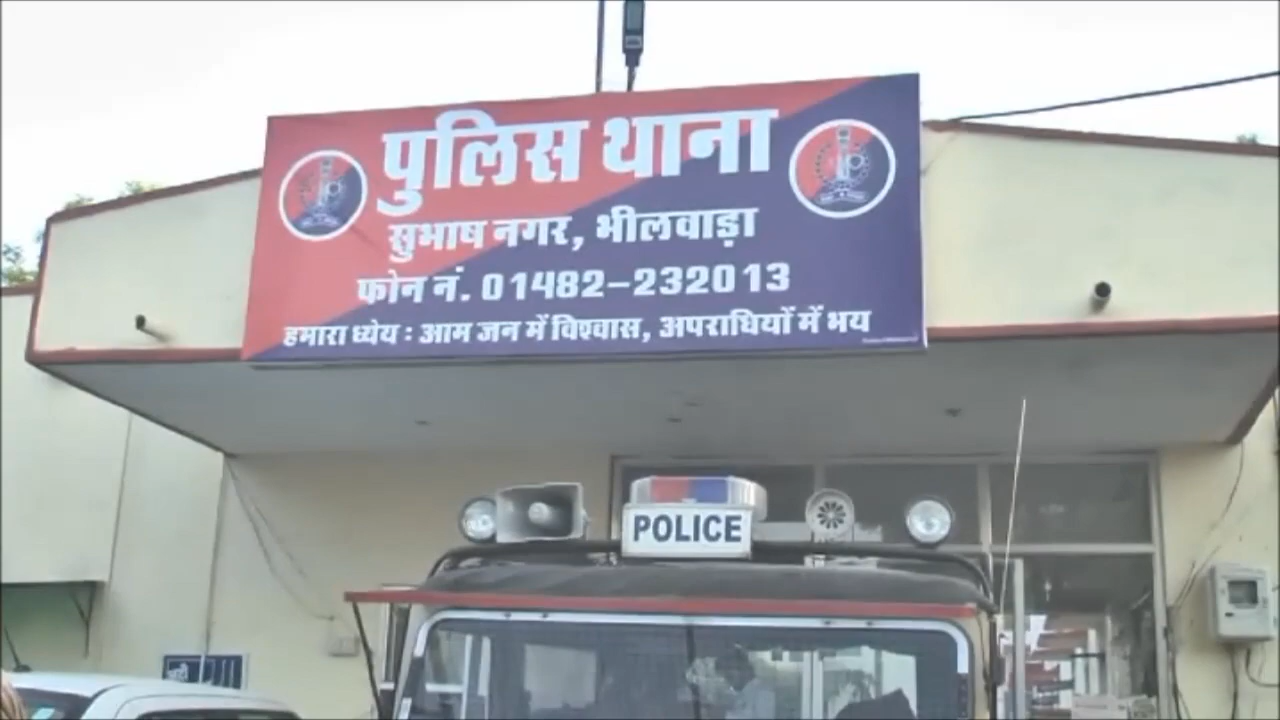 पुलिस थाना
सुभाष नगर, भीलवाड़ा
फोन नं. 01482-232013
हमारा ध्येय : आम जन में विश्वास, अपराधियों में भय
POLICE